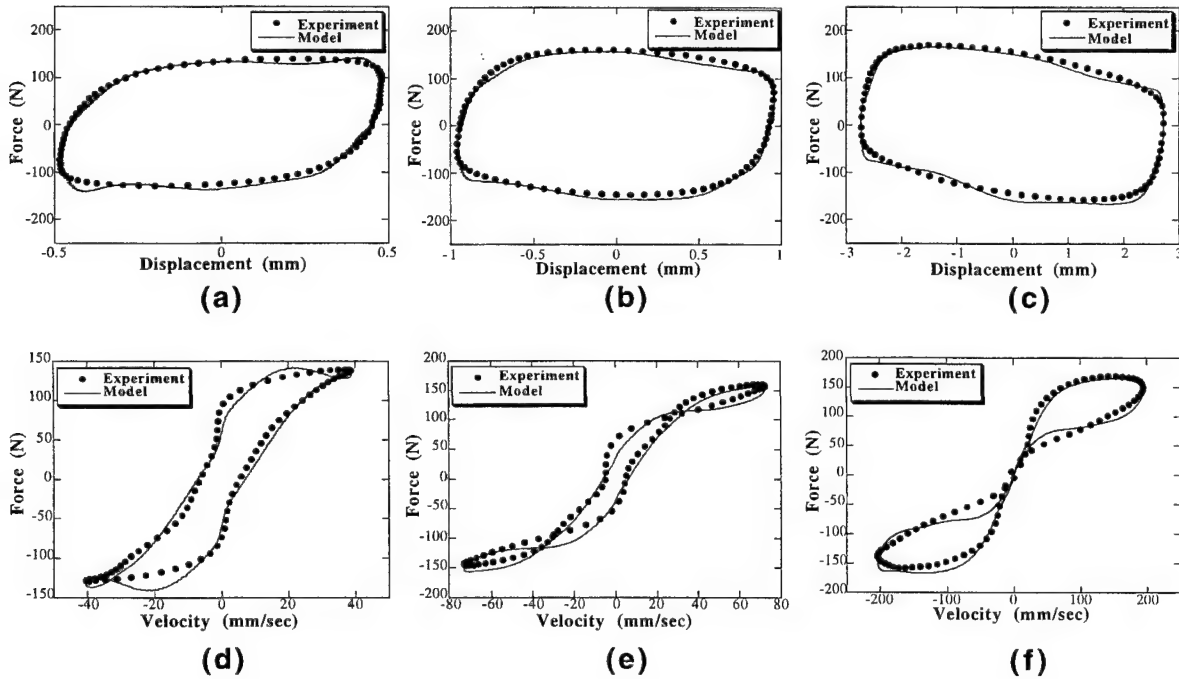 Force (N)
200
100
0
-100
-200
-0.5
0
0.5
Displacement (mm)
Experiment
Model
(a)
Force (N)
200
100
0
-100
-200
-1
-0.5
0
0.5
1
Displacement (mm)
Experiment
Model
(b)
Force (N)
200
100
0
-100
-200
-3
-2
-1
0
1
2
3
Displacement (mm)
Experiment
Model
(c)
Force (N)
150
100
50
0
-50
-100
-150
-40
-20
0
20
40
Velocity (mm/sec)
Experiment
Model
(d)
Force (N)
200
150
100
50
0
-50
-100
-150
-200
-80
-60
-40
-20
0
20
40
60
80
Velocity (mm/sec)
Experiment
Model
(e)
Force (N)
200
150
100
50
0
-50
-100
-150
-200
-200
-100
0
100
200
Velocity (mm/sec)
Experiment
Model
(f)